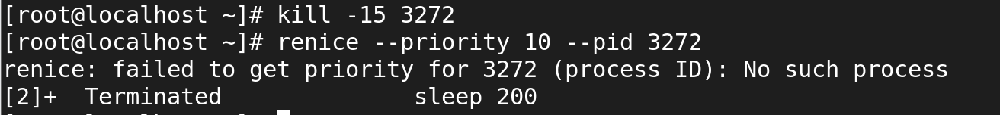 [root@localhost ~]# kill -15 3272
[root@localhost ~]# renice --priority 10 --pid 3272
renice: failed to get priority for 3272 (process ID): No such process
[2]+  Terminated              sleep 200